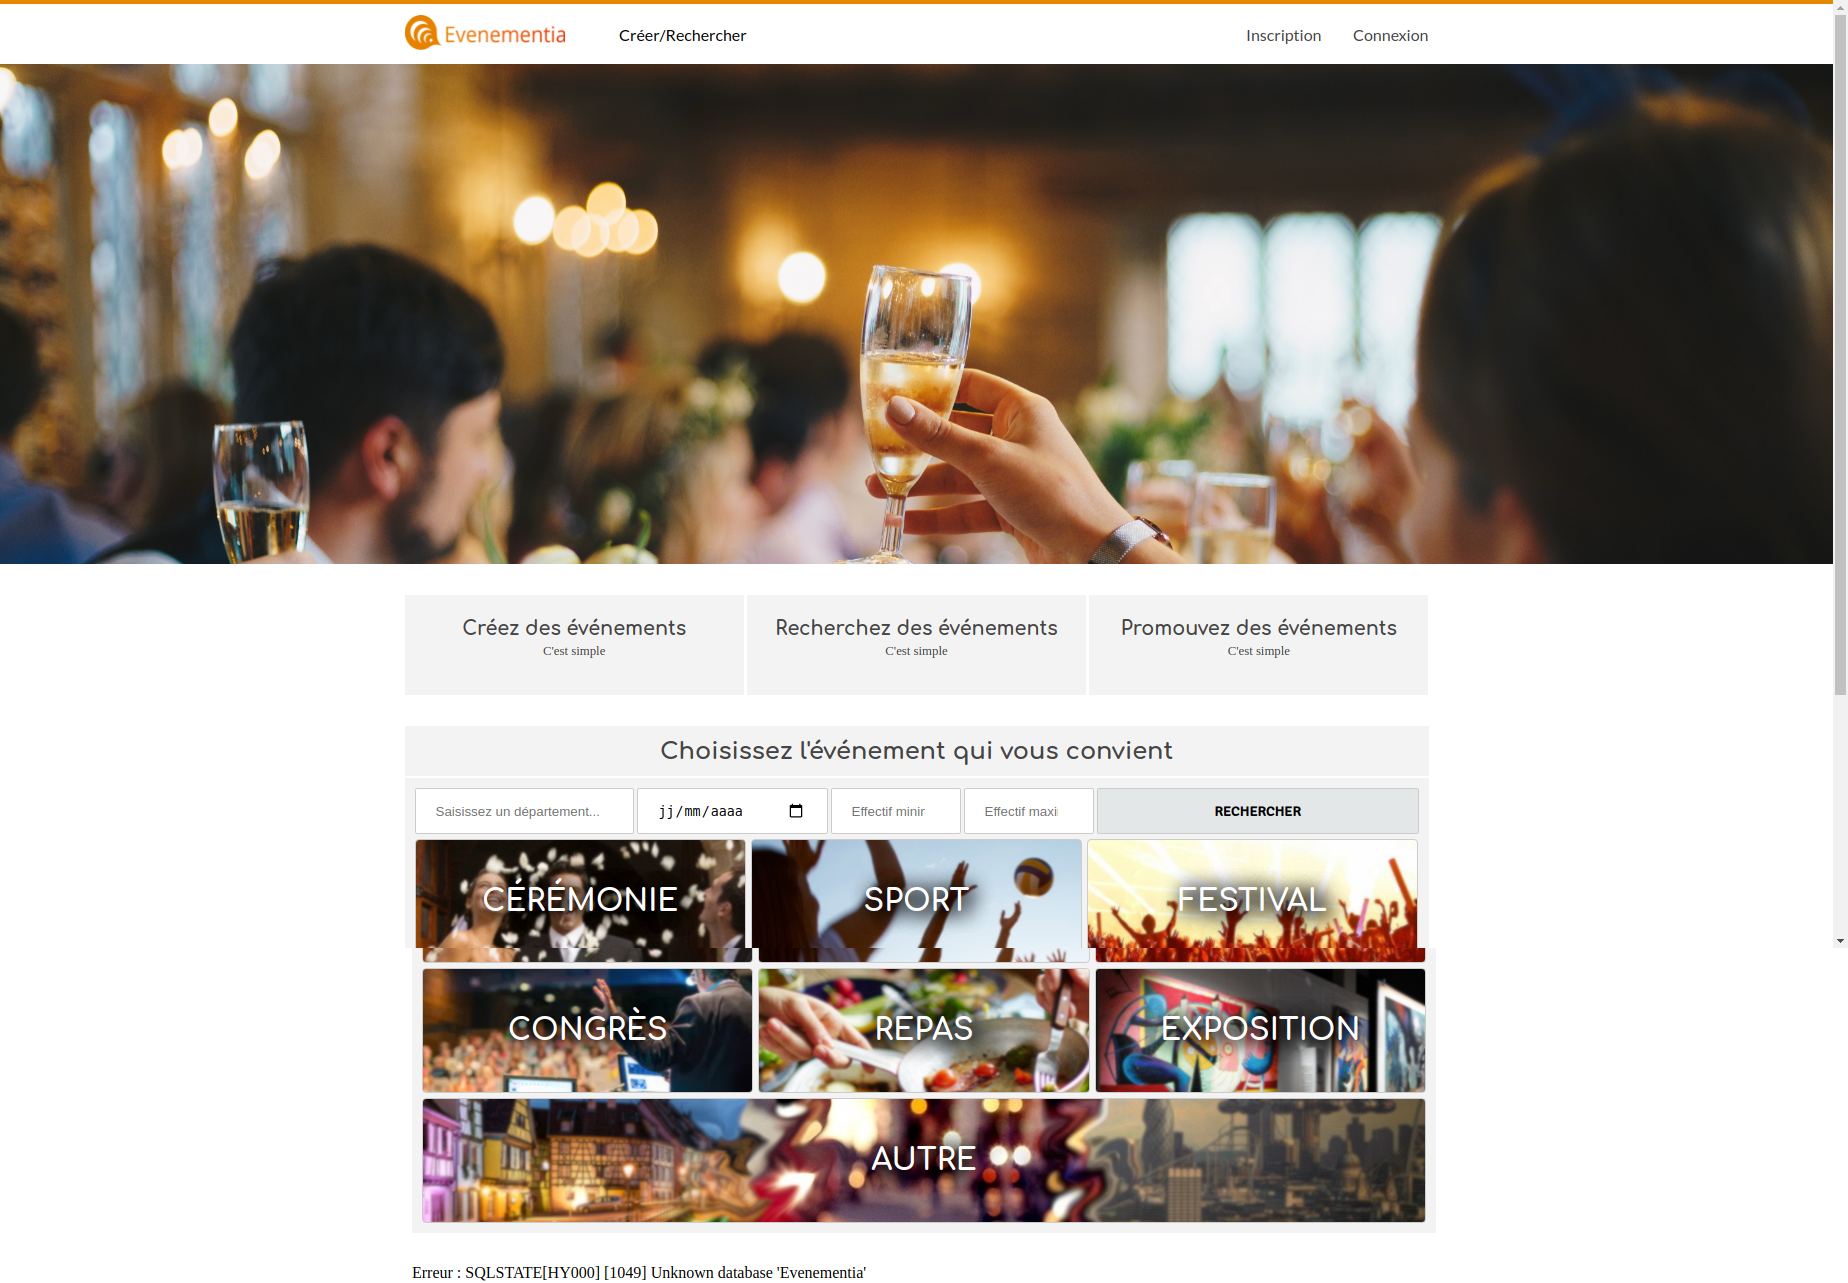 Evenementia
Créer/Rechercher
Inscription
Connexion
Créez des événements
C'est simple
Recherchez des événements
C'est simple
Promouvez des événements
C'est simple
Choisissez l'événement qui vous convient
Saisissez un département...
jj/mm/aaaa
Effectif minir
Effectif maxi
RECHERCHER
CÉRÉMONIE
SPORT
FESTIVAL
CONGRÈS
REPAS
EXPOSITION
AUTRE
Erreur : SQLSTATE[HY000] [1049] Unknown database 'Evenementia'